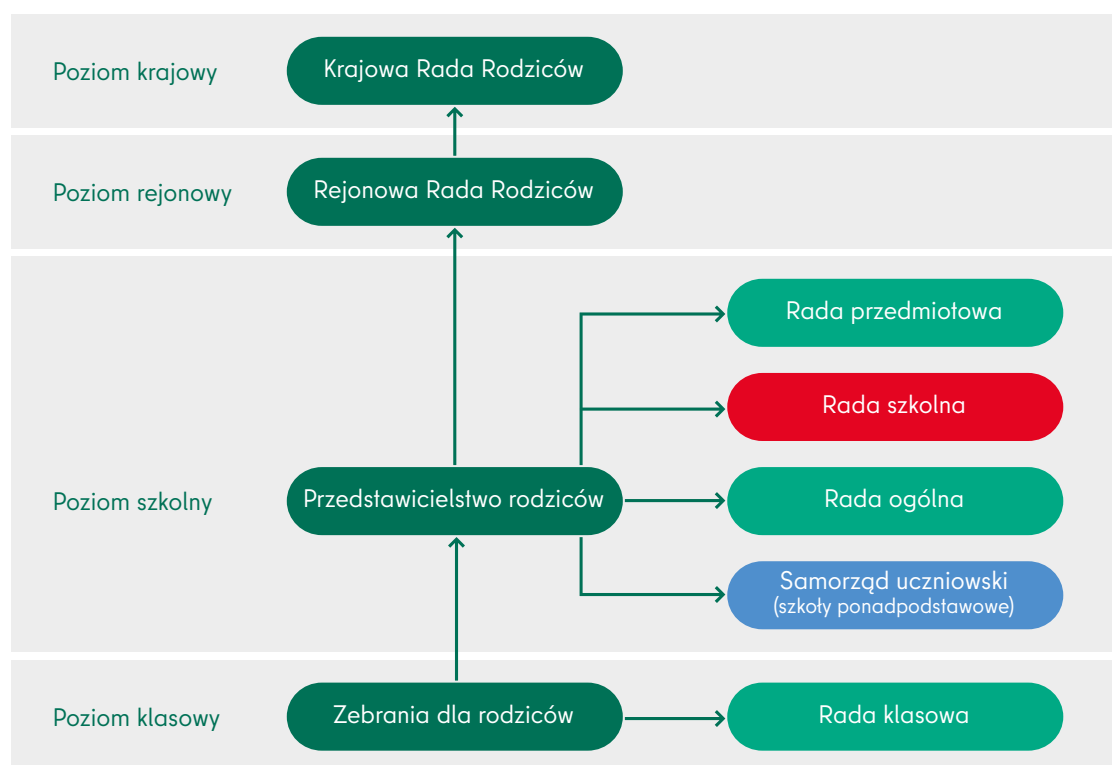 Poziom krajowy
Krajowa Rada Rodziców
Poziom rejonowy
Rejonowa Rada Rodziców
Rada przedmiotowa
Rada szkolna
Poziom szkolny
Przedstawicielstwo rodziców
Rada ogólna
Samorząd uczniowski
(szkoły ponadpodstawowe)
Poziom klasowy
Zebrania dla rodziców
Rada klasowa